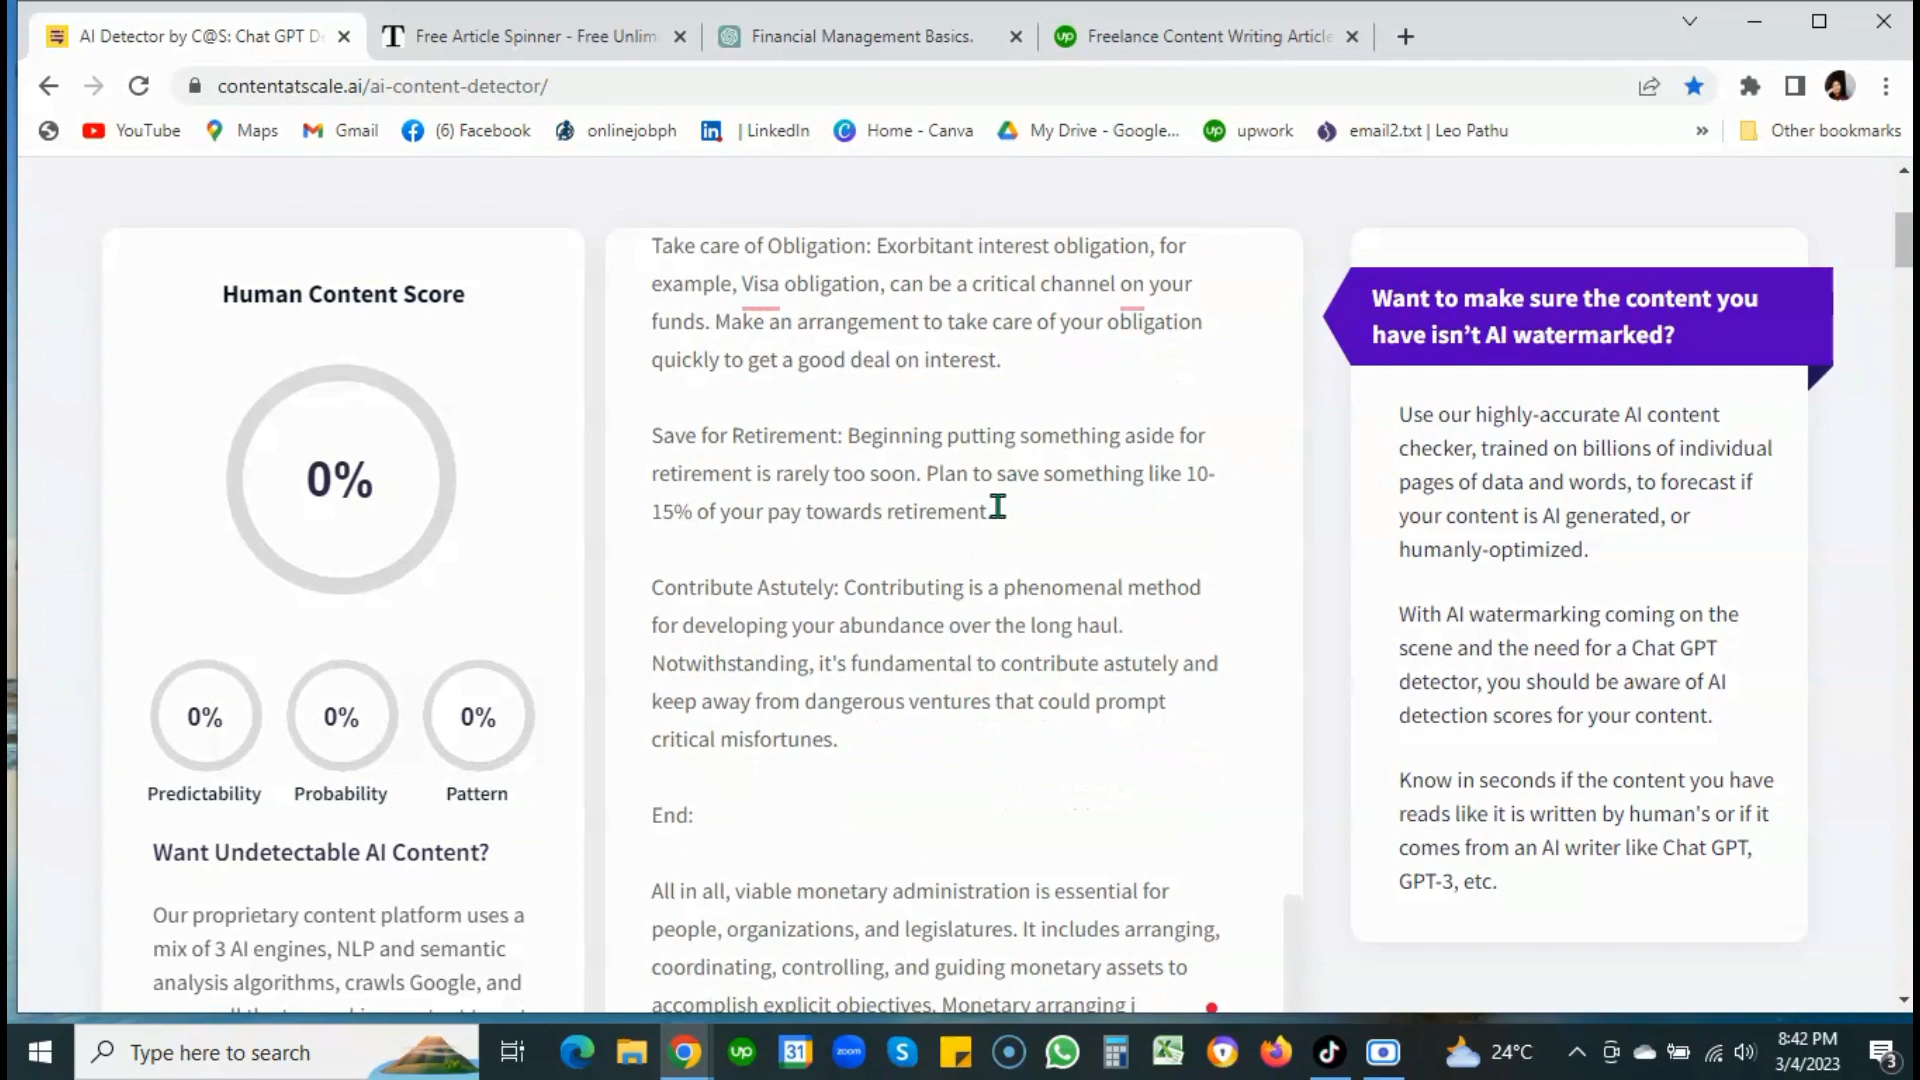 AI Detector by C@S: Chat GPT D
Free Article Spinner - Free Unlim
Financial Management Basics.
Freelance Content Writing Article
contentatscale.ai/ai-content-detector/
YouTube
Maps
Gmail
(6) Facebook
onlinejobph
| LinkedIn
Home - Canva
My Drive - Google...
upwork
email2.txt | Leo Pathu
»
Other bookmarks
Human Content Score
0%
0%
0%
0%
Predictability
Probability
Pattern
Want Undetectable AI Content?
Our proprietary content platform uses a
mix of 3 AI engines, NLP and semantic
analysis algorithms, crawls Google, and
Take care of Obligation: Exorbitant interest obligation, for
example, Visa obligation, can be a critical channel on your
funds. Make an arrangement to take care of your obligation
quickly to get a good deal on interest.
Save for Retirement: Beginning putting something aside for
retirement is rarely too soon. Plan to save something like 10-
15% of your pay towards retirement.
Contribute Astutely: Contributing is a phenomenal method
for developing your abundance over the long haul.
Notwithstanding, it's fundamental to contribute astutely and
keep away from dangerous ventures that could prompt
critical misfortunes.
End:
All in all, viable monetary administration is essential for
people, organizations, and legislatures. It includes arranging,
coordinating, controlling, and guiding monetary assets to
accomplish explicit objectives. Monetary arranging i
Want to make sure the content you
have isn’t AI watermarked?
Use our highly-accurate AI content
checker, trained on billions of individual
pages of data and words, to forecast if
your content is AI generated, or
humanly-optimized.
With AI watermarking coming on the
scene and the need for a Chat GPT
detector, you should be aware of AI
detection scores for your content.
Know in seconds if the content you have
reads like it is written by human's or if it
comes from an AI writer like Chat GPT,
GPT-3, etc.
Type here to search
up
31
zoom
24°C
8:42 PM
3/4/2023
3